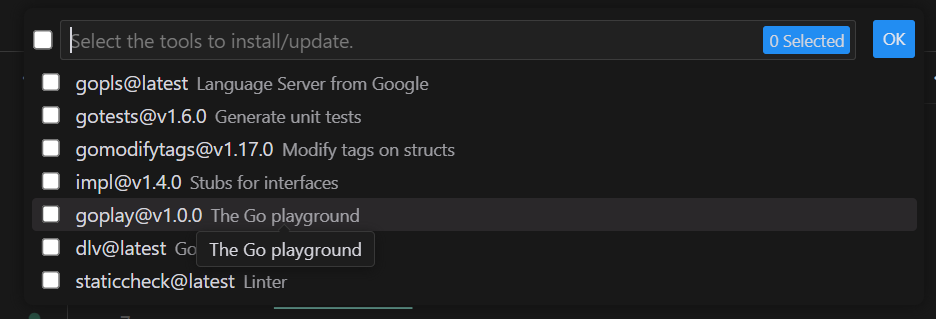 Select the tools to install/update. 0 Selected OK
gopls@latest Language Server from Google
gotests@v1.6.0 Generate unit tests
gomodifytags@v1.17.0 Modify tags on structs
impl@v1.4.0 Stubs for interfaces
goplay@v1.0.0 The Go playground
dlv@latest Go
The Go playground
staticcheck@latest Linter